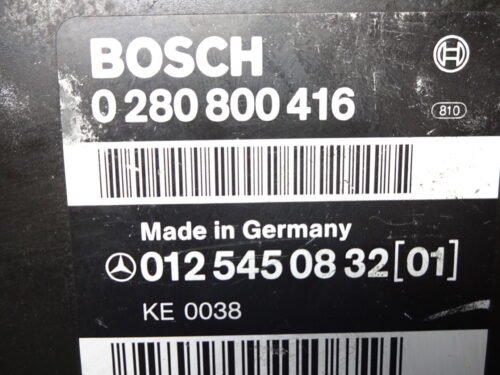 BOSCH
0 280 800 416
810
Made in Germany
012 545 08 32 [01]
KE 0038